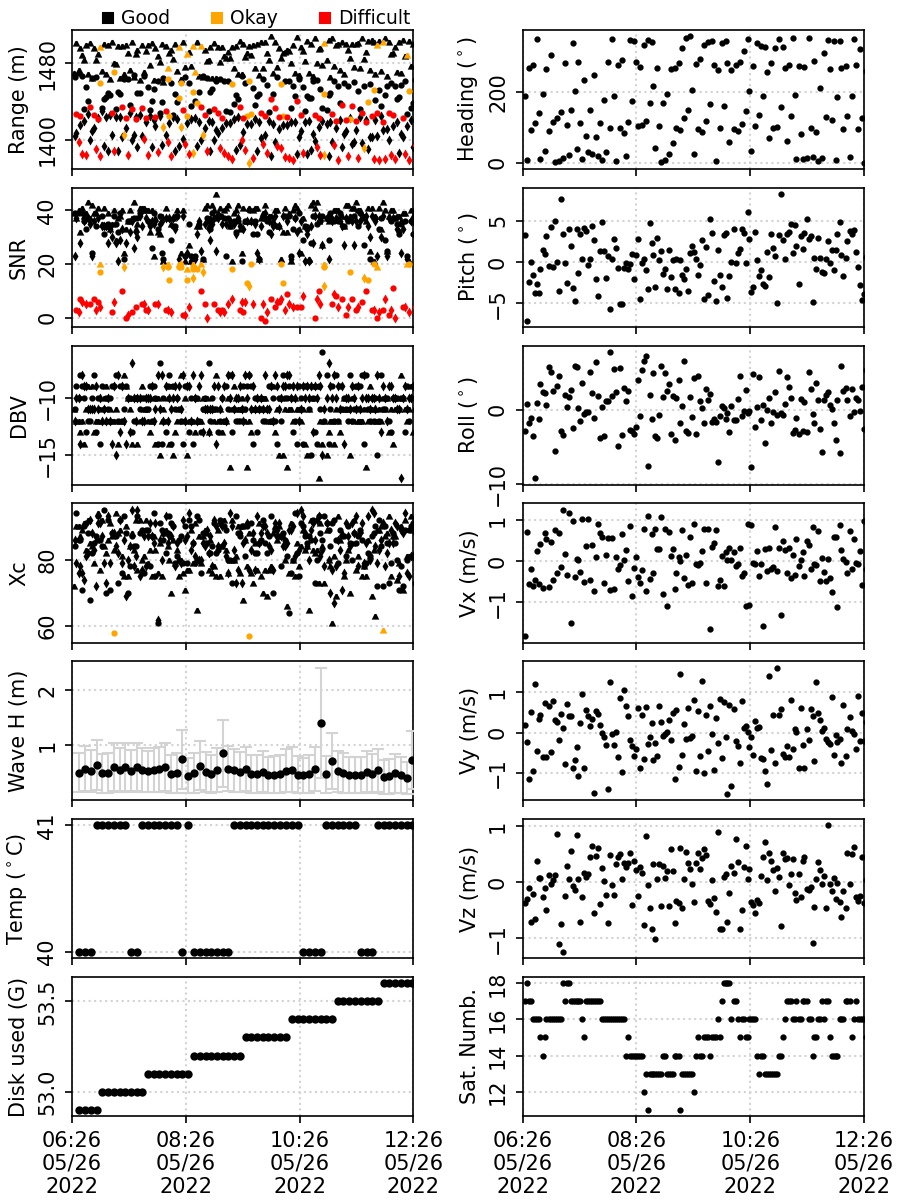 Good Okay Difficult
Range (m)
1480
1400
Heading (°)
200
0
SNR
40
20
0
Pitch (°)
5
0
−5
DBV
−10
−15
Roll (°)
0
−10
Xc
80
60
Vx (m/s)
1
0
−1
Wave H (m)
2
1
Vy (m/s)
1
0
−1
Temp (°C)
41
40
Vz (m/s)
1
0
−1
Disk used (G)
53.5
53.0
Sat. Numb.
18
16
14
12
06:26 08:26 10:26 12:26
05/26 05/26 05/26 05/26
2022 2022 2022 2022
06:26 08:26 10:26 12:26
05/26 05/26 05/26 05/26
2022 2022 2022 2022